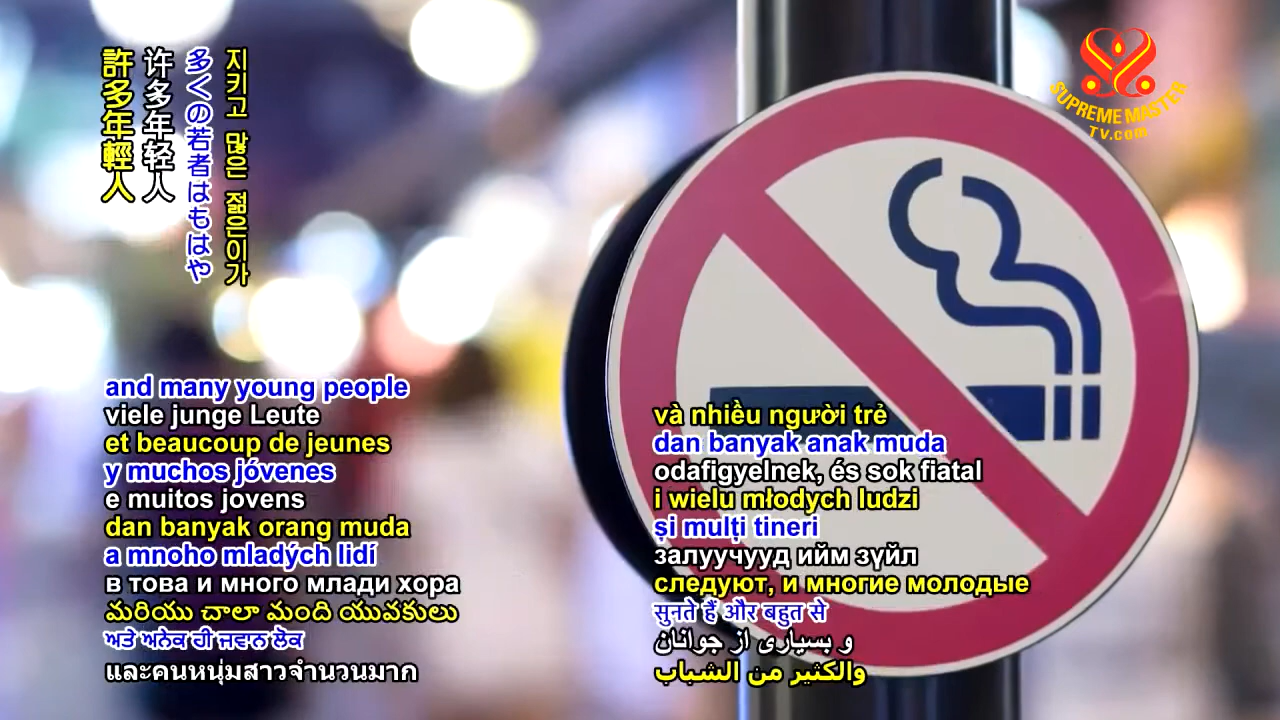 許多年輕人
许多年轻人
多くの若者はもはや
지키고 많은 젊은이가
SUPREME MASTER
TV.com
and many young people
viele junge Leute
et beaucoup de jeunes
y muchos jóvenes
e muitos jovens
dan banyak orang muda
a mnoho mladých lidí
в това и много млади хора
మరియు చాలా మంది యువకులు
ਅਤੇ ਅਨੇਕ ਹੀ ਜਵਾਨ ਲੋਕ
และคนหนุ่มสาวจำนวนมาก
và nhiều người trẻ
dan banyak anak muda
odafigyelnek, és sok fiatal
i wielu młodych ludzi
și mulți tineri
залуучууд ийм зүйл
следуют, и многие молодые
सुनते हैं और बहुत से
و بسیاری از جوانان
والكثير من الشباب